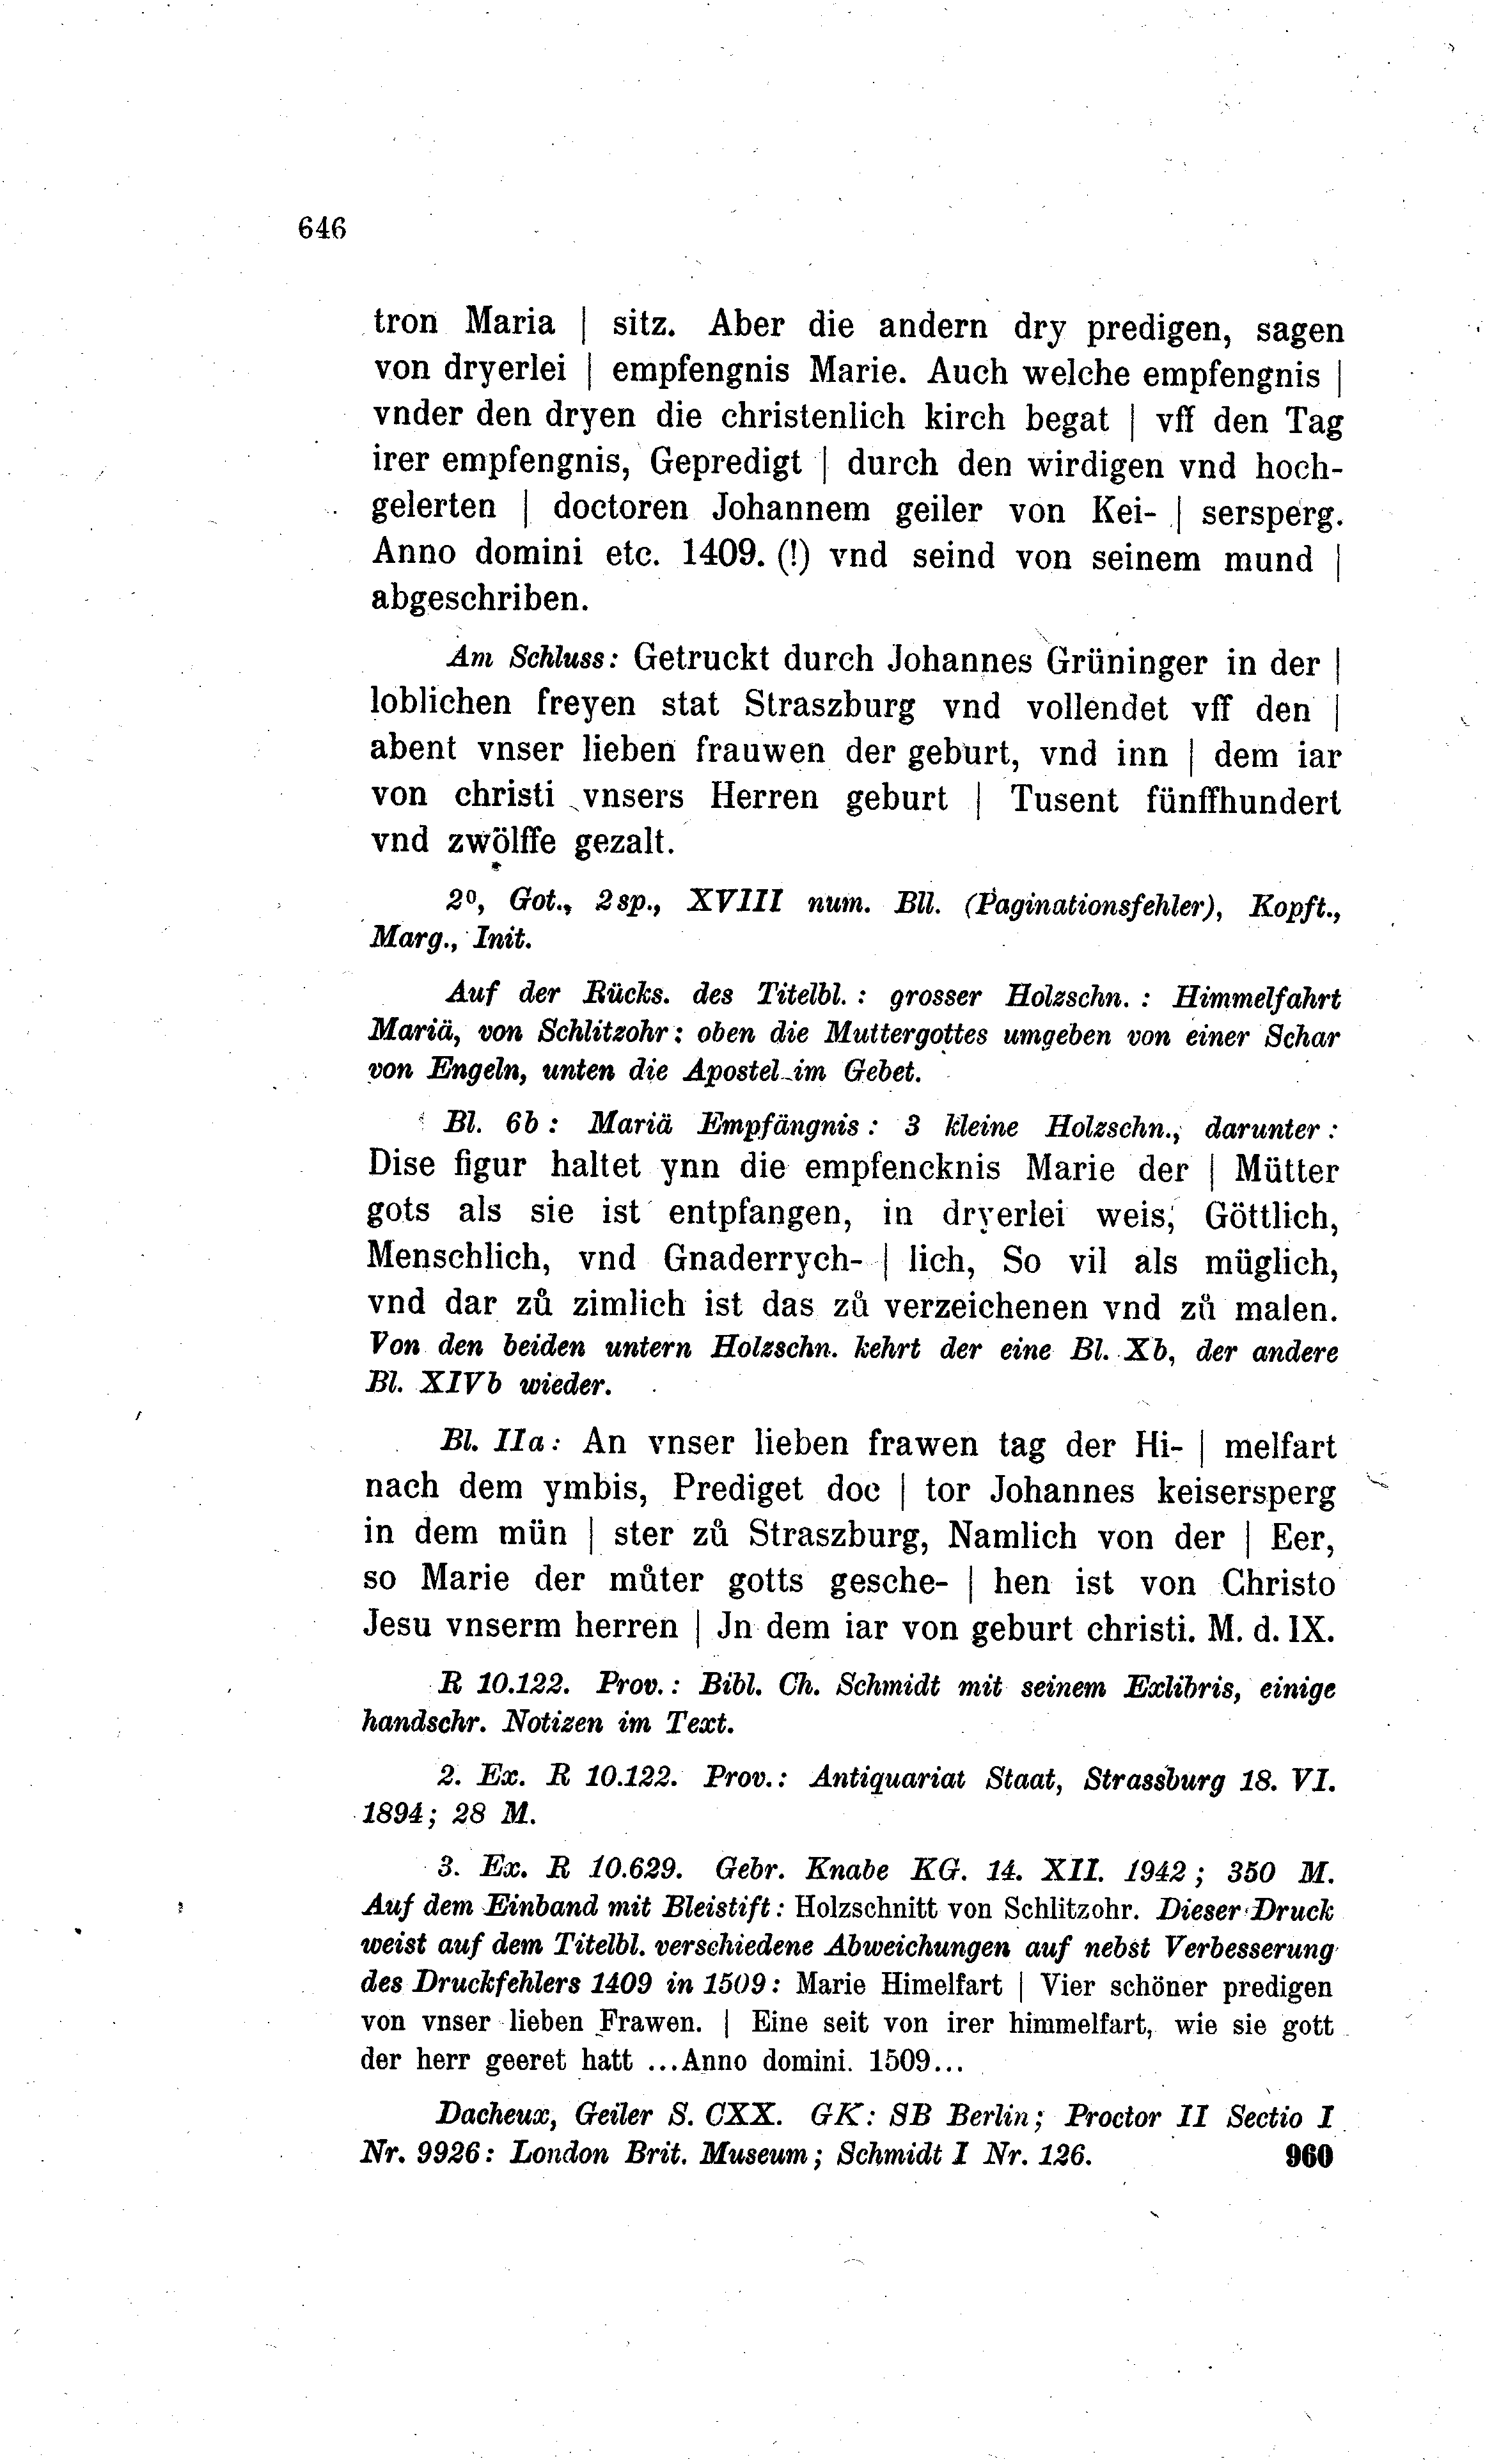 646
tron Maria | sitz. Aber die andern dry predigen, sagen
von dryerlei | empfengnis Marie. Auch welche empfengnis |
vnder den dryen die christenlich kirch begat | vff den Tag
irer empfengnis, Gepredigt | durch den wirdigen vnd hoch-
gelerten | doctoren Johannem geiler von Kei- | sersperg.
Anno domini etc. 1409. (!) vnd seind von seinem mund |
abgeschriben.
Am Schluss: Getruckt durch Johannes Grüninger in der |
loblichen freyen stat Straszburg vnd vollendet vff den |
abent vnser lieben frauwen der geburt, vnd inn | dem iar
von christi vnsers Herren geburt | Tusent fünffhundert
vnd zwölffe gezalt.
2⁰, Got., 2sp., XVIII num. Bll. (Paginationsfehler), Kopft.,
Marg., Init.
Auf der Rücks. des Titelbl. : grosser Holzschn. : Himmelfahrt
Mariä, von Schlitzohr: oben die Muttergottes umgeben von einer Schar
von Engeln, unten die Apostel im Gebet.
Bl. 6b : Mariä Empfängnis : 3 kleine Holzschn., darunter :
Dise figur haltet ynn die empfencknis Marie der | Mütter
gots als sie ist entpfangen, in dryerlei weis, Göttlich,
Menschlich, vnd Gnaderrych- | lich, So vil als müglich,
vnd dar zů zimlich ist das zů verzeichenen vnd zů malen.
Von den beiden untern Holzschn. kehrt der eine Bl. Xb, der andere
Bl. XIVb wieder.
Bl. IIa: An vnser lieben frawen tag der Hi- | melfart
nach dem ymbis, Prediget doc | tor Johannes keisersperg
in dem mün | ster zů Straszburg, Namlich von der | Eer,
so Marie der můter gotts gesche- | hen ist von Christo
Jesu vnserm herren | Jn dem iar von geburt christi. M. d. IX.
R 10.122. Prov.: Bibl. Ch. Schmidt mit seinem Exlibris, einige
handschr. Notizen im Text.
2. Ex. R 10.122. Prov.: Antiquariat Staat, Strassburg 18. VI.
1894; 28 M.
3. Ex. R 10.629. Gebr. Knabe KG. 14. XII. 1942; 350 M.
Auf dem Einband mit Bleistift: Holzschnitt von Schlitzohr. Dieser Druck
weist auf dem Titelbl. verschiedene Abweichungen auf nebst Verbesserung
des Druckfehlers 1409 in 1509: Marie Himelfart | Vier schöner predigen
von vnser lieben Frawen. | Eine seit von irer himmelfart, wie sie gott
der herr geeret hatt ...Anno domini. 1509...
Dacheux, Geiler S. CXX. GK: SB Berlin; Proctor II Sectio I
Nr. 9926: London Brit. Museum; Schmidt I Nr. 126. 960